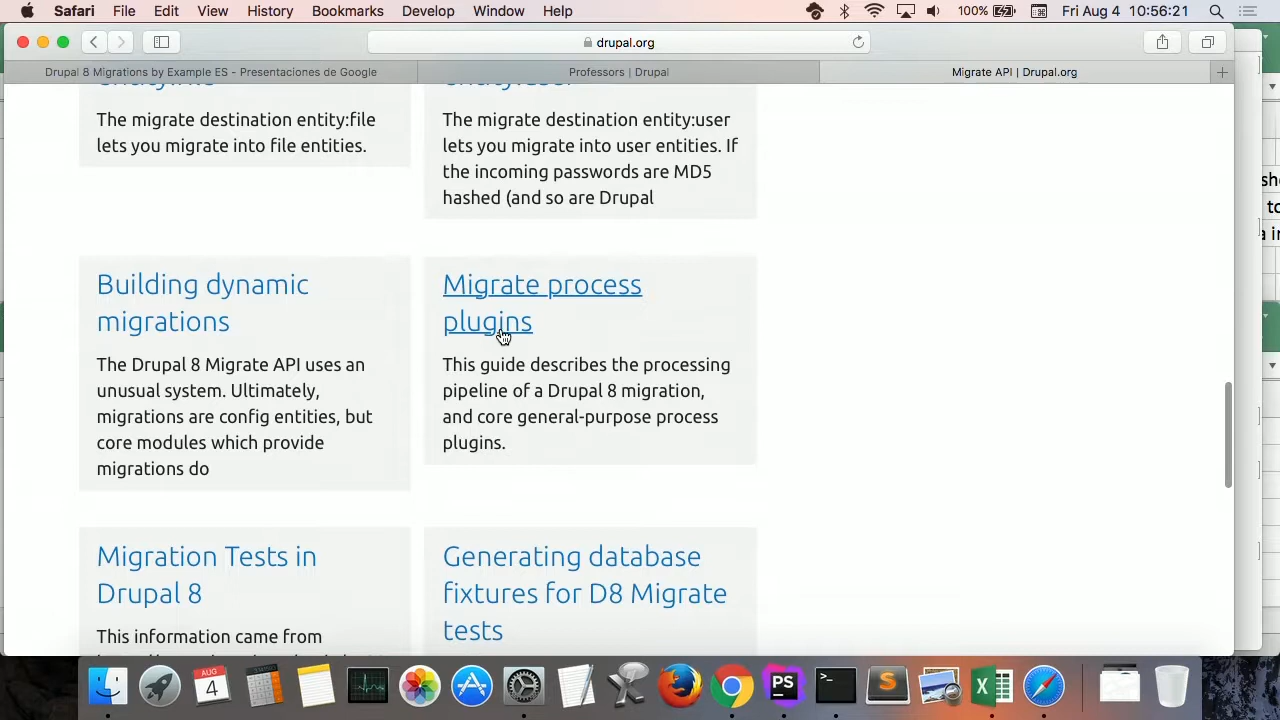 Safari File Edit View History Bookmarks Develop Window Help 100% Fri Aug 4 10:56:21
drupal.org
Drupal 8 Migrations by Example ES - Presentaciones de Google Professors | Drupal Migrate API | Drupal.org
The migrate destination entity:file
lets you migrate into file entities.
The migrate destination entity:user
lets you migrate into user entities. If
the incoming passwords are MD5
hashed (and so are Drupal
Building dynamic
migrations
The Drupal 8 Migrate API uses an
unusual system. Ultimately,
migrations are config entities, but
core modules which provide
migrations do
Migrate process
plugins
This guide describes the processing
pipeline of a Drupal 8 migration,
and core general-purpose process
plugins.
Migration Tests in
Drupal 8
This information came from
Generating database
fixtures for D8 Migrate
tests
AUG
4
PS